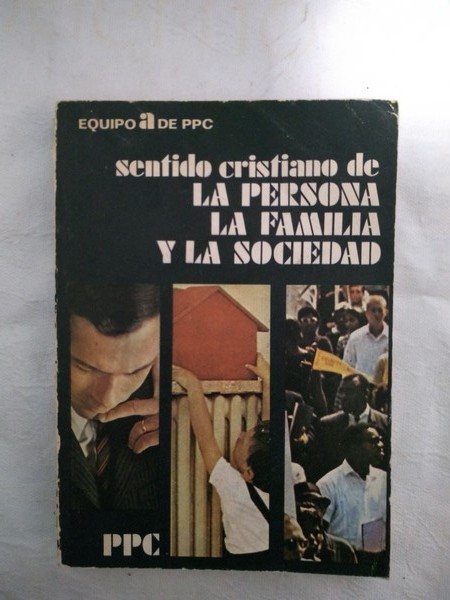 EQUIPO a DE PPC
sentido cristiano de
LA PERSONA
LA FAMILIA
Y LA SOCIEDAD
PPC